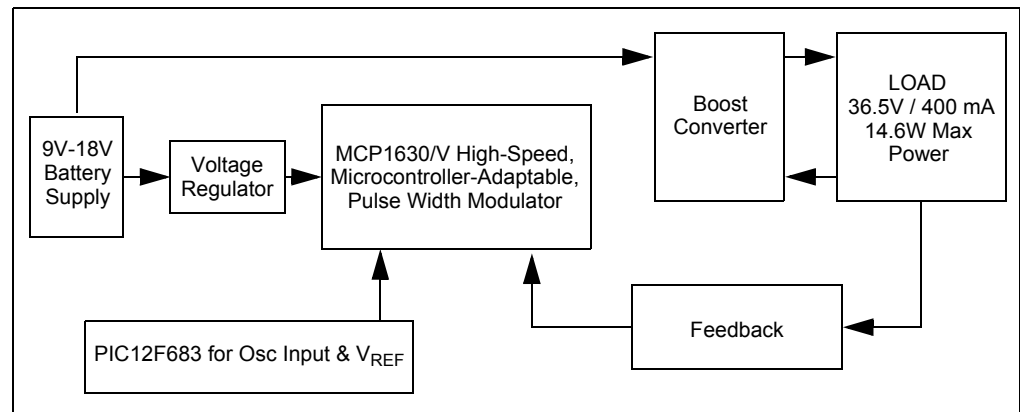 9V-18V
Battery
Supply
Voltage
Regulator
MCP1630/V High-Speed,
Microcontroller-Adaptable,
Pulse Width Modulator
Boost
Converter
LOAD
36.5V / 400 mA
14.6W Max
Power
PIC12F683 for Osc Input & VREF
Feedback